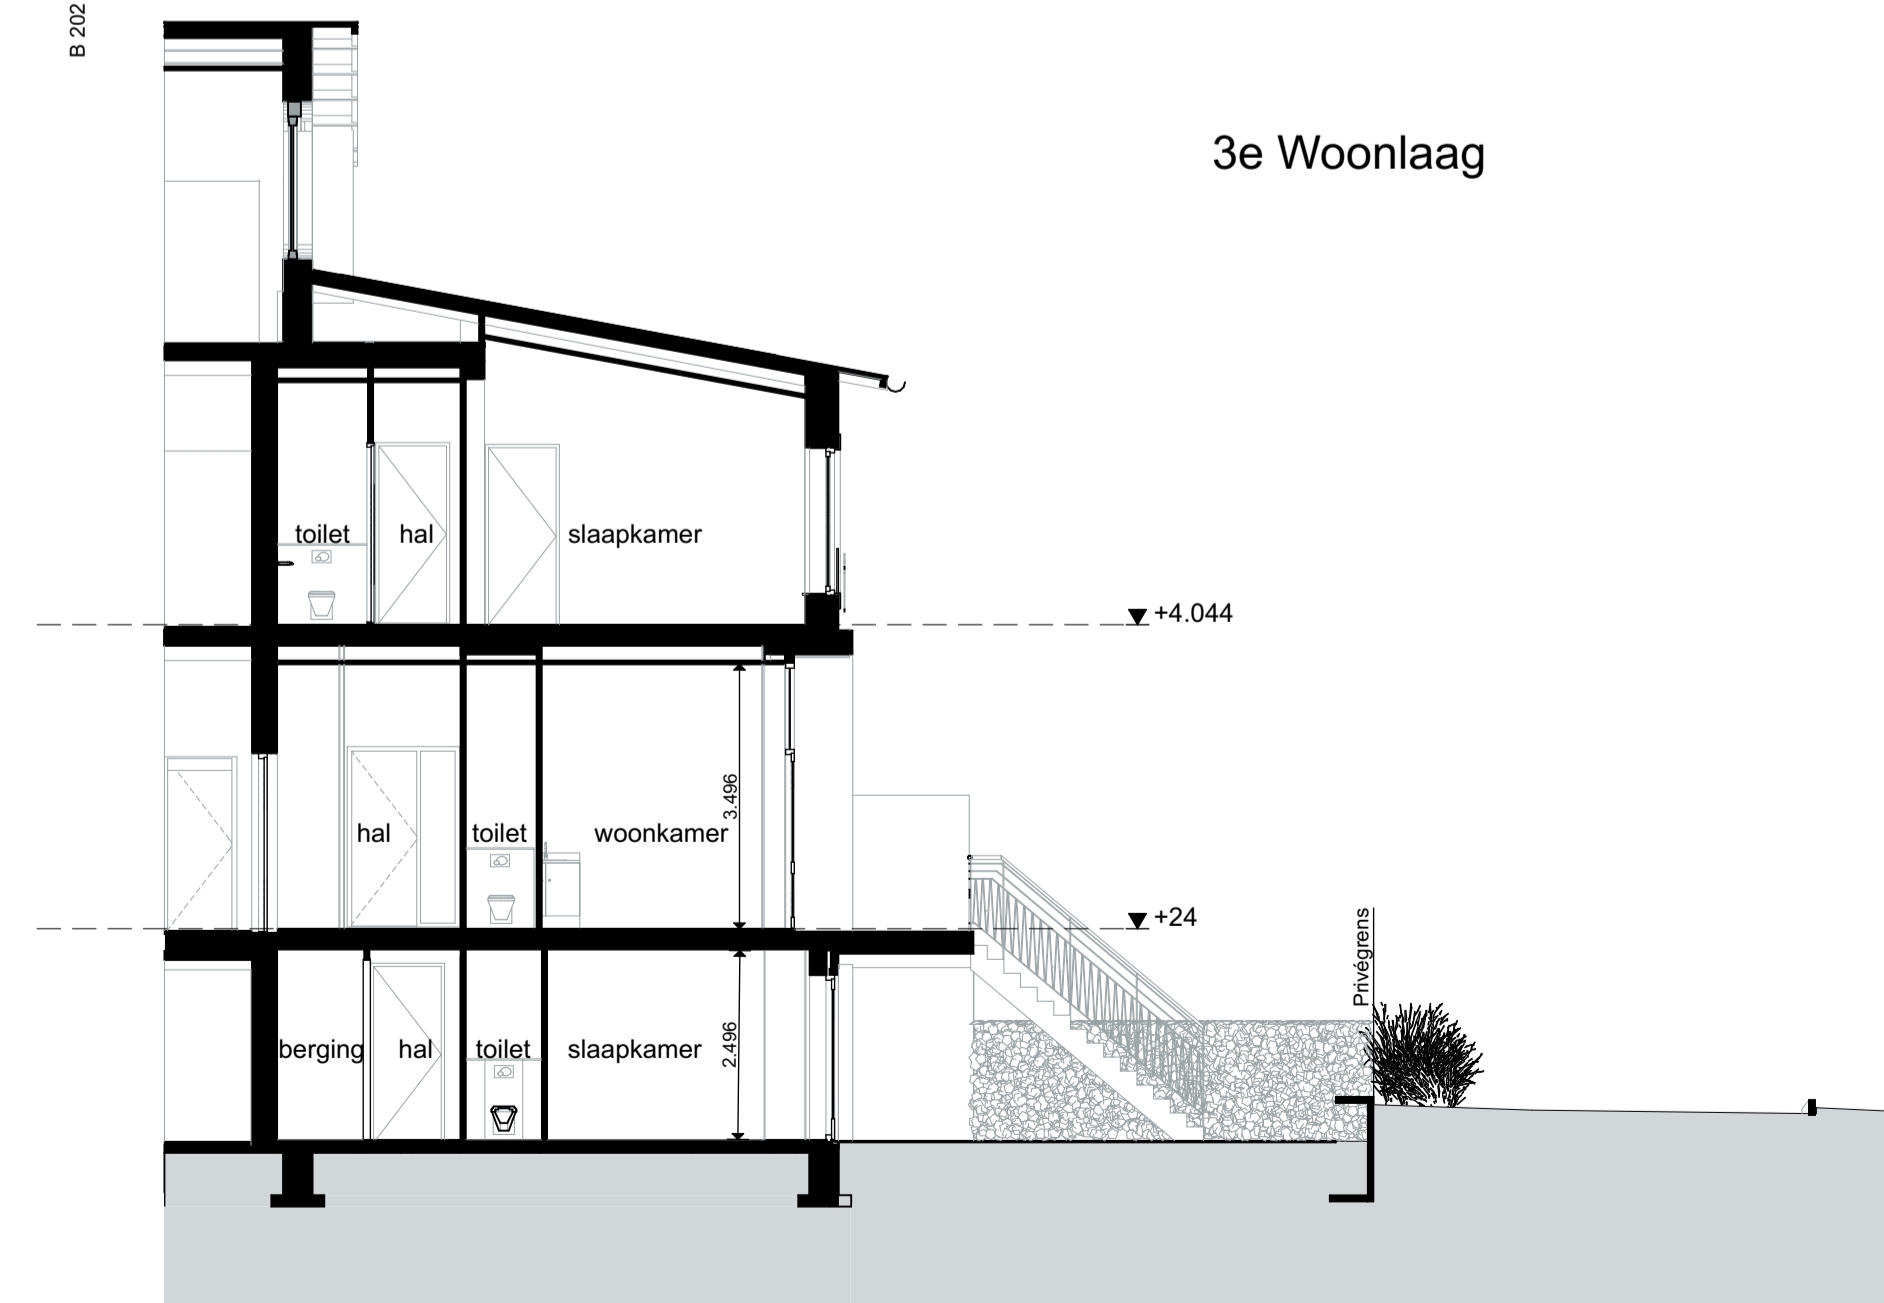 B 202
3e Woonlaag
toilet
hal
slaapkamer
+4.044
3.496
hal
toilet
woonkamer
+24
Privégrens
2.496
berging
hal
toilet
slaapkamer